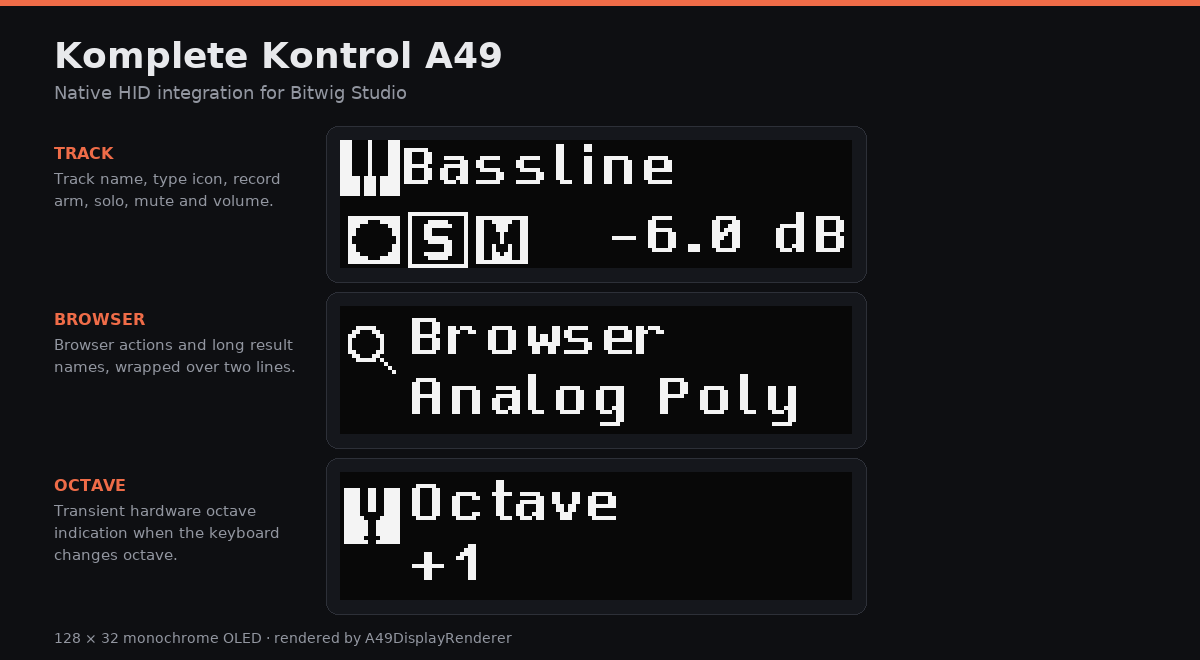 Komplete Kontrol A49
Native HID integration for Bitwig Studio
TRACK
Track name, type icon, record
arm, solo, mute and volume.
Bassline
S M -6.0 dB
BROWSER
Browser actions and long result
names, wrapped over two lines.
Browser
Analog Poly
OCTAVE
Transient hardware octave
indication when the keyboard
changes octave.
Octave
+1
128 × 32 monochrome OLED · rendered by A49DisplayRenderer